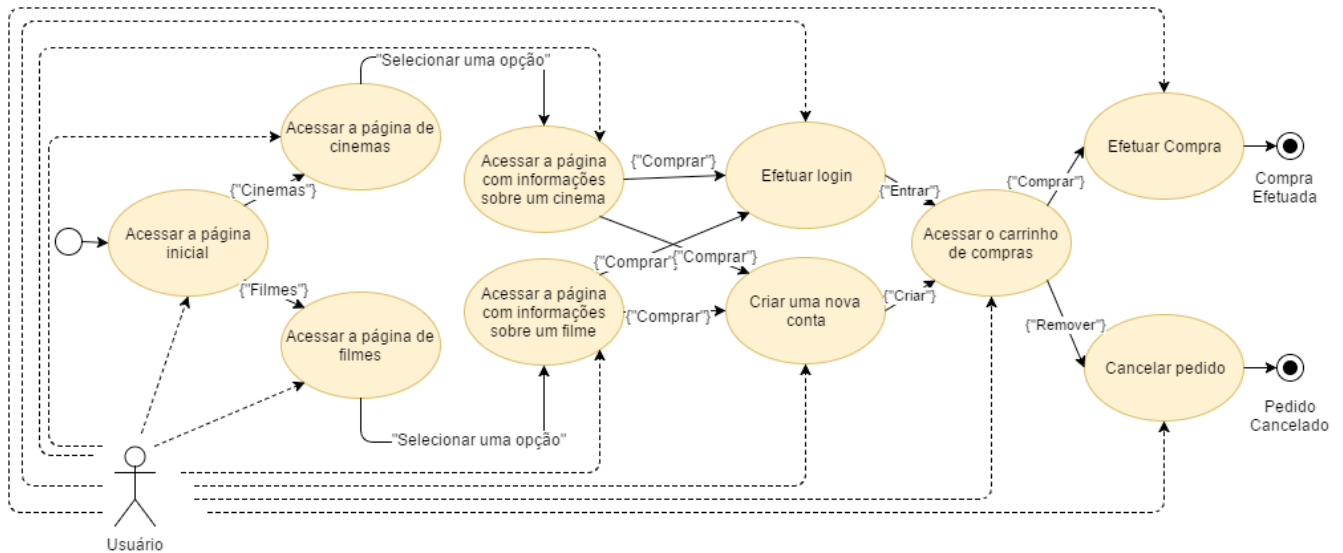 "Selecionar uma opção"
Acessar a página de
cinemas
{"Cinemas"}
Acessar a página
inicial
{"Filmes"}
Acessar a página de
filmes
"Selecionar uma opção"
Acessar a página
com informações
sobre um cinema
{"Comprar"}
{"Comprar"}
{"Comprar"}
Acessar a página
com informações
sobre um filme
{"Comprar"}
Efetuar login
{"Entrar"}
Criar uma nova
conta
{"Criar"}
Acessar o carrinho
de compras
{"Comprar"}
Efetuar Compra
Compra
Efetuada
{"Remover"}
Cancelar pedido
Pedido
Cancelado
Usuário